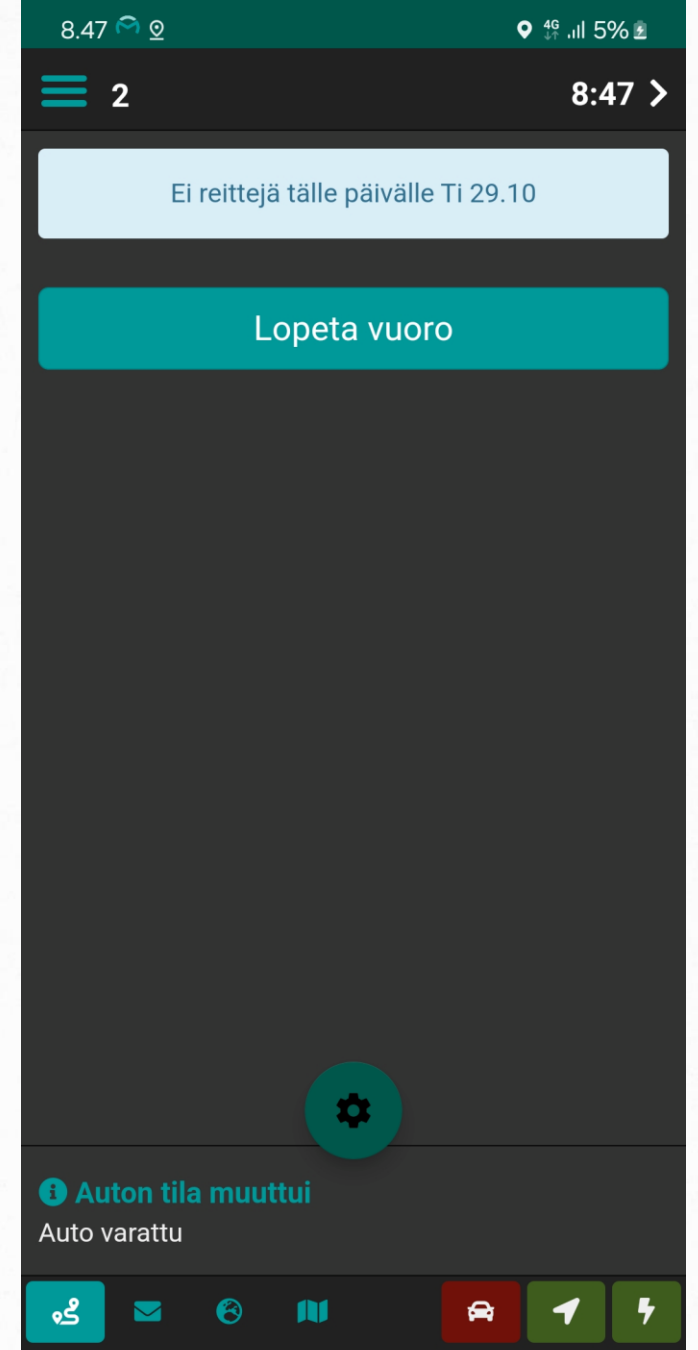 8.47 4G 5%
2 8:47
Ei reittejä tälle päivälle Ti 29.10
Lopeta vuoro
Auton tila muuttui
Auto varattu